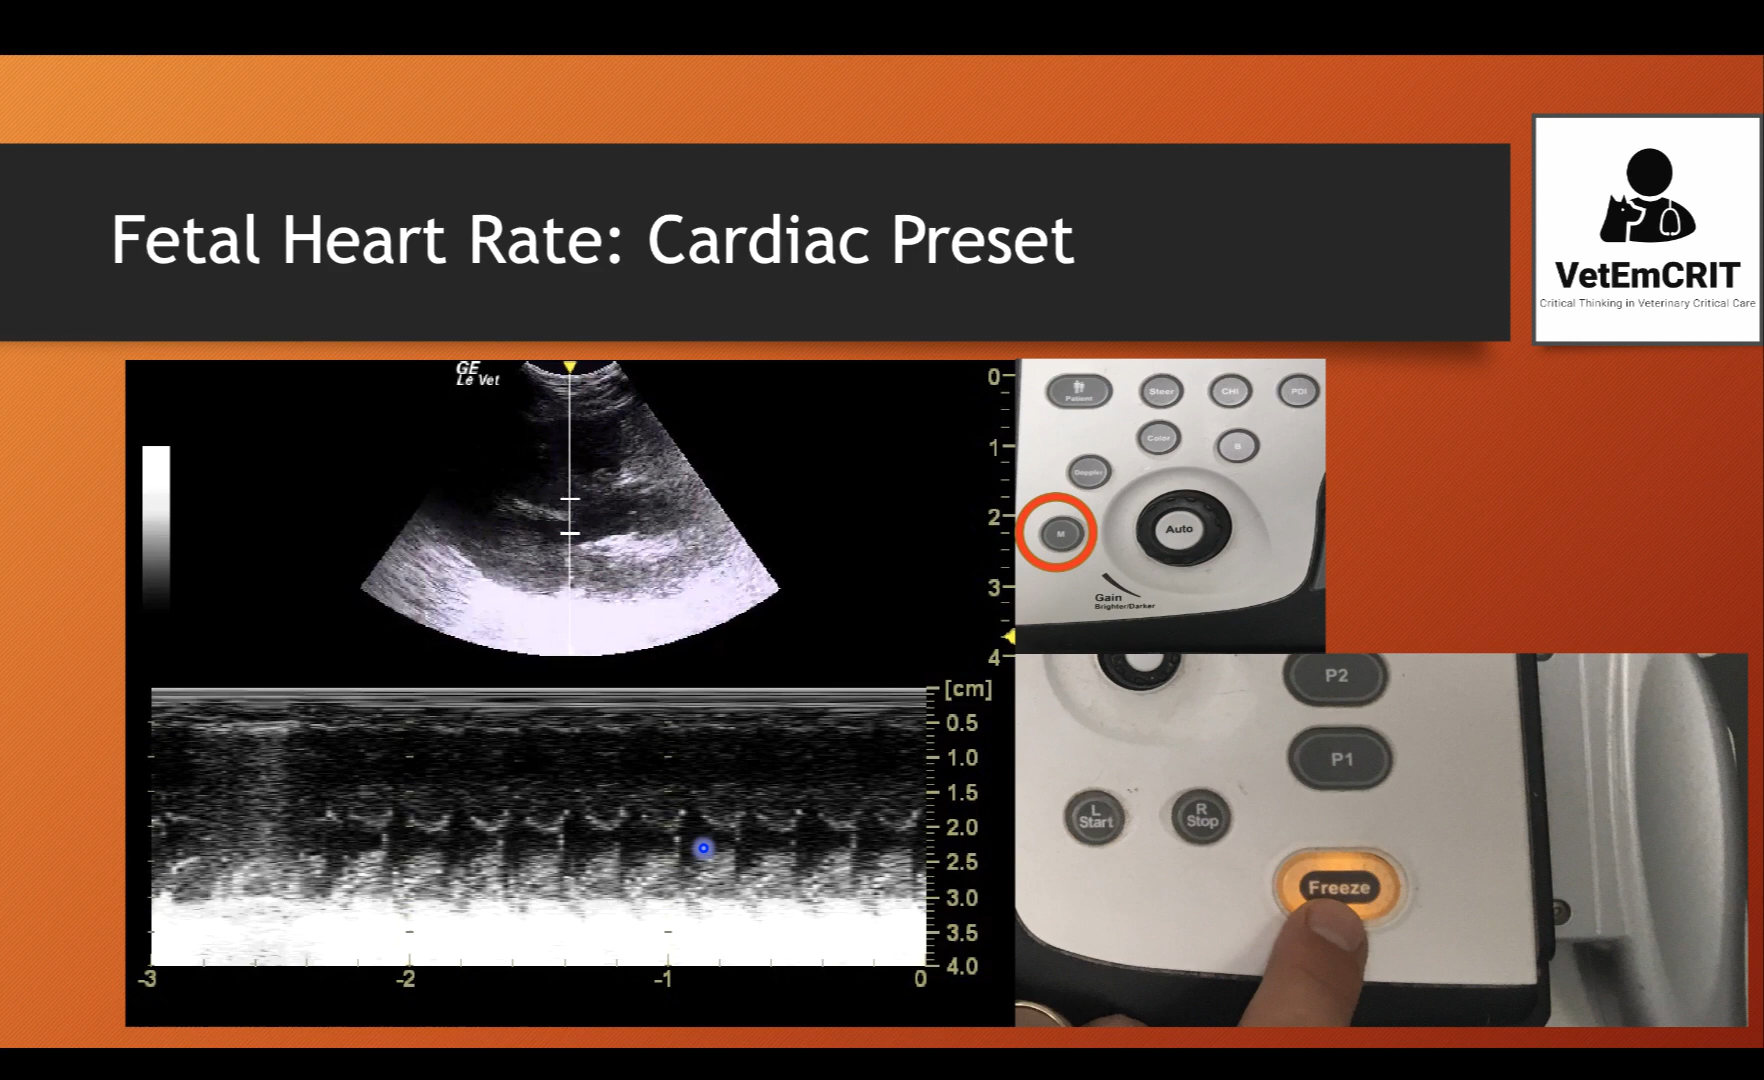 Fetal Heart Rate: Cardiac Preset
VetEmCRIT
Critical Thinking in Veterinary Critical Care
GE
Le Vet
0
1
2
3
4
[cm]
0.5
1.0
1.5
2.0
2.5
3.0
3.5
4.0
-3 -2 -1 0
Patient Steer CHI PDI
Color B
Doppler
M Auto
Gain
Brighter/Darker
P2
P1
L
Start
R
Stop
Freeze